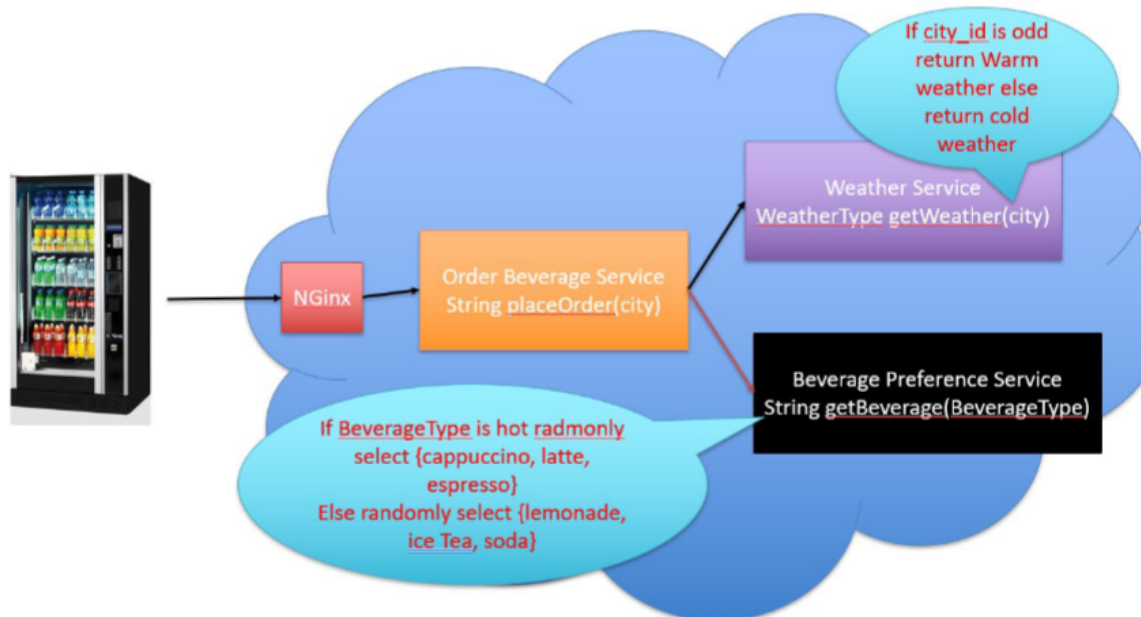 If city_id is odd
return Warm
weather else
return cold
weather
Weather Service
WeatherType getWeather(city)
NGinx
Order Beverage Service
String placeOrder(city)
Beverage Preference Service
String getBeverage(BeverageType)
If BeverageType is hot radmonly
select {cappuccino, latte,
espresso}
Else randomly select {lemonade,
ice Tea, soda}